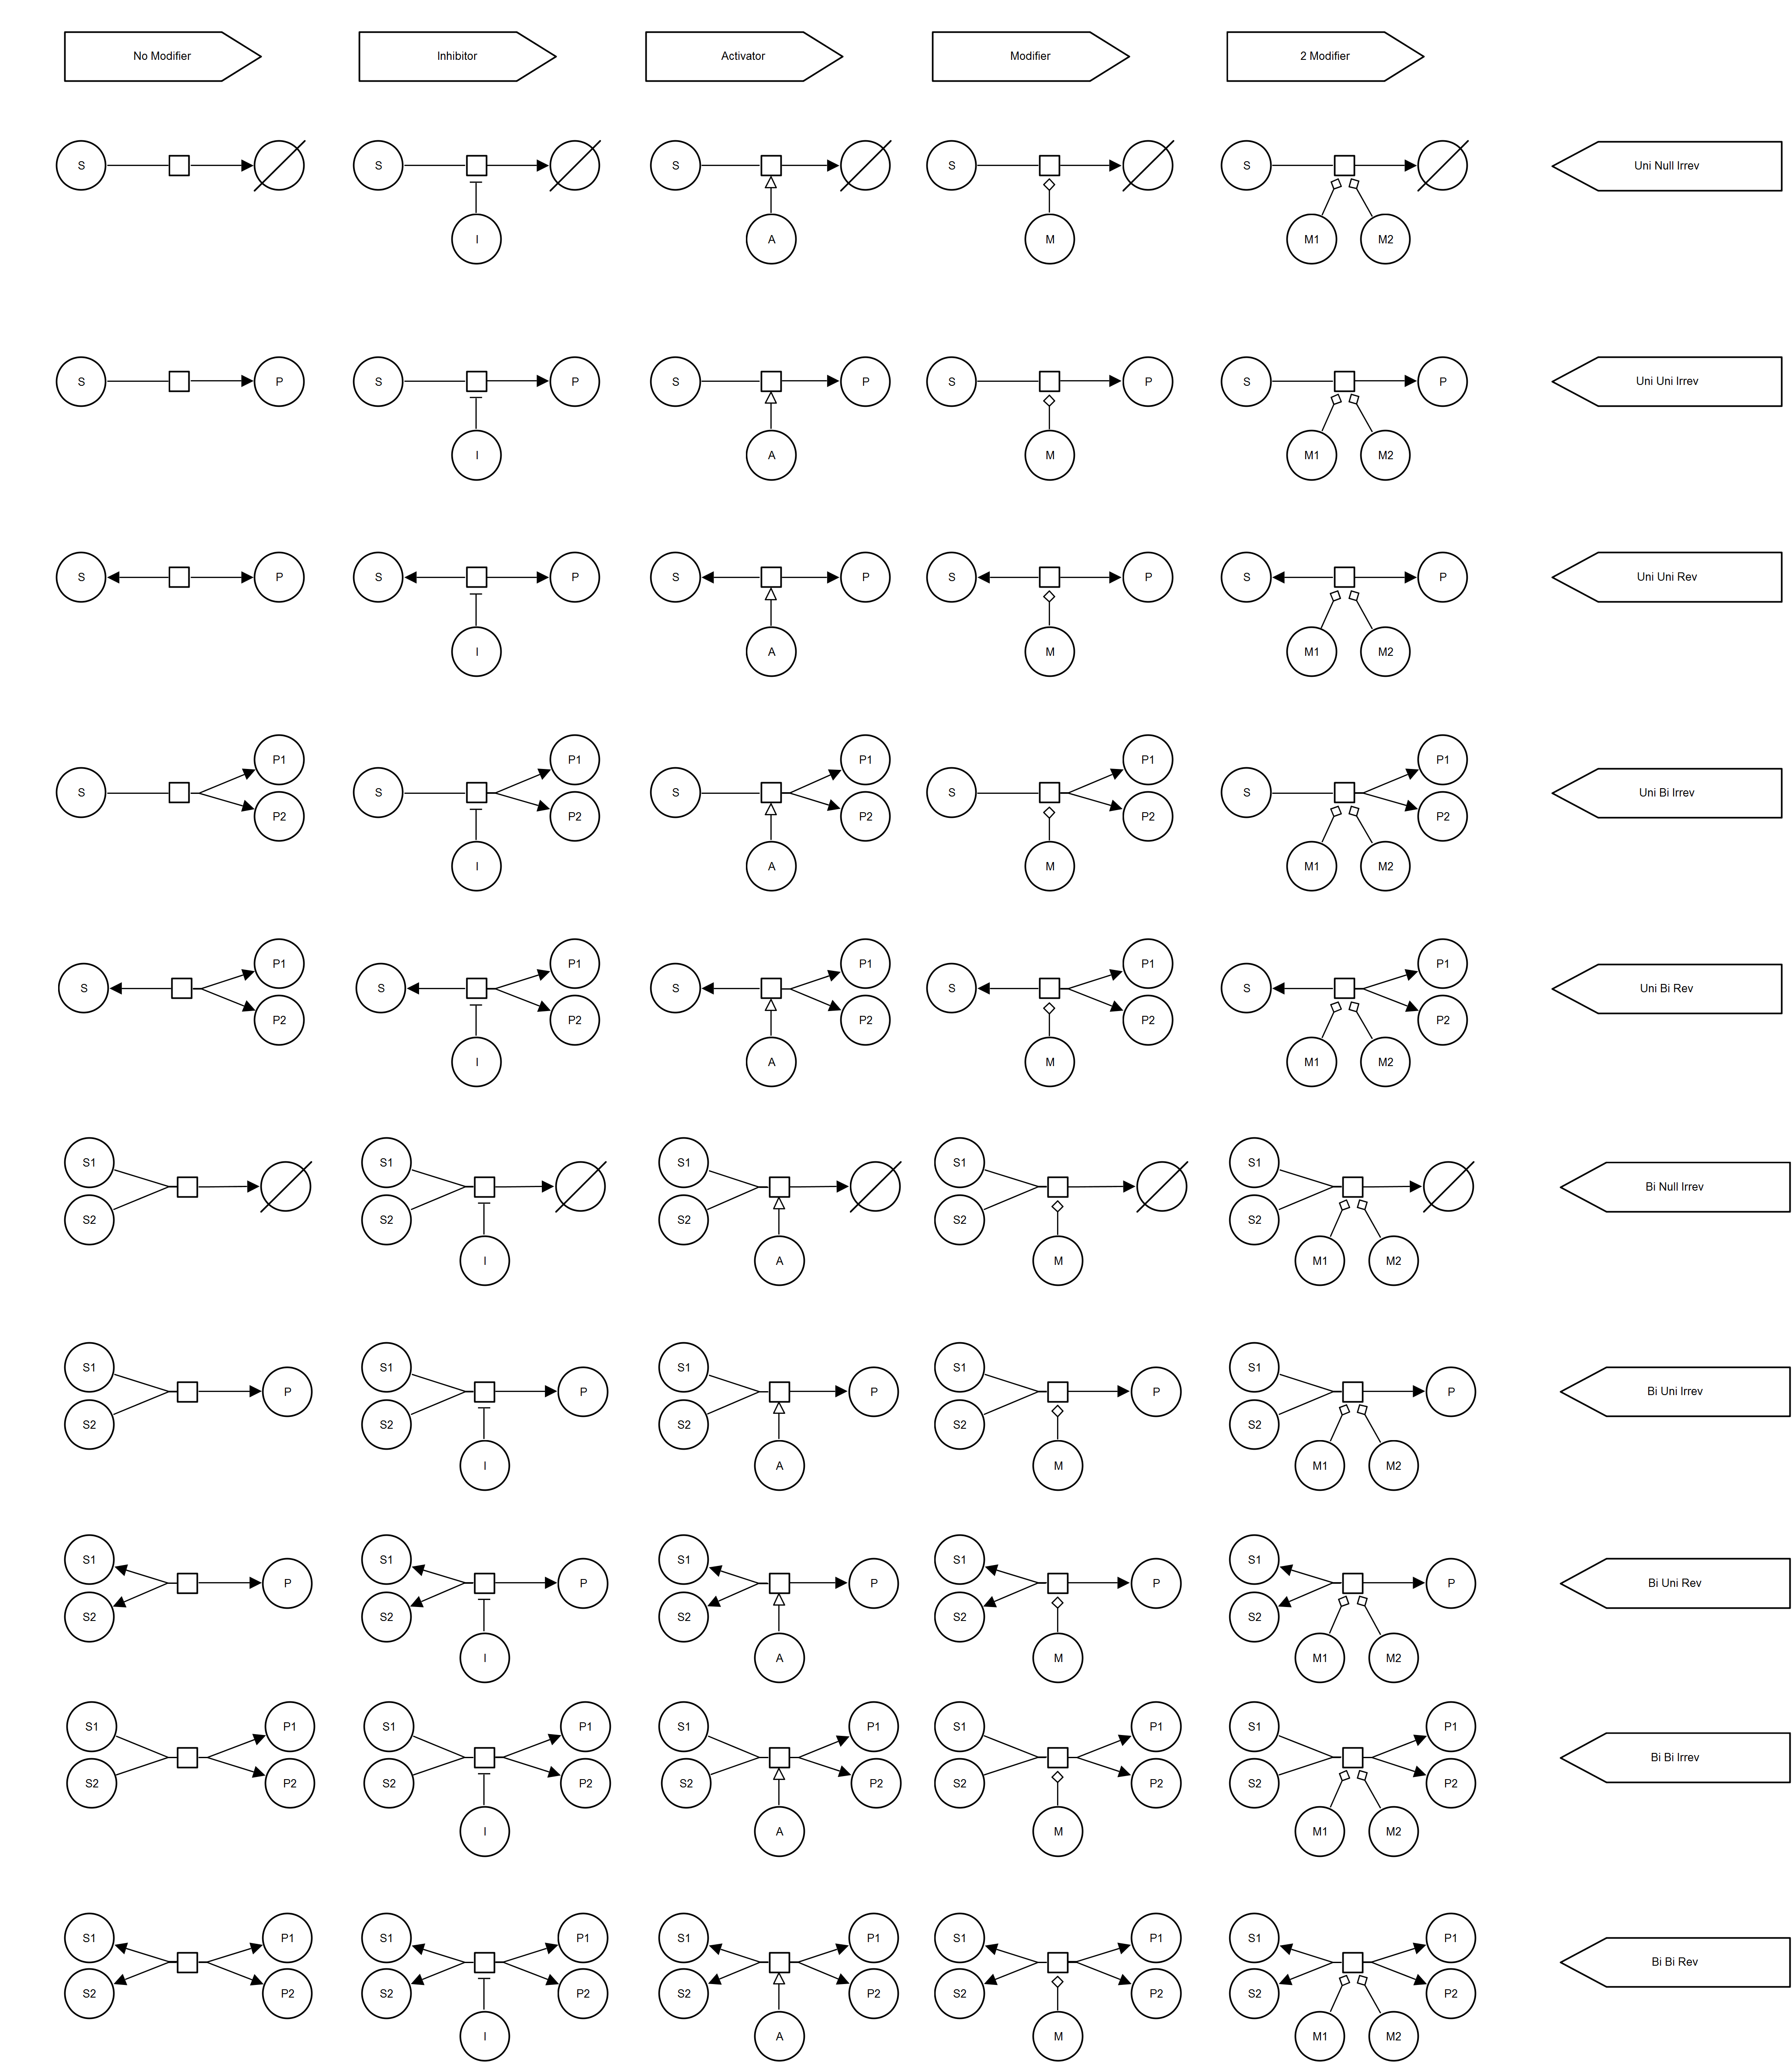 No Modifier Inhibitor Activator Modifier 2 Modifier
S S S S S Uni Null Irrev
I A M M1 M2
S P S P S P S P S P Uni Uni Irrev
I A M M1 M2
S P S P S P S P S P Uni Uni Rev
I A M M1 M2
P1 P1 P1 P1 P1
S S S S S Uni Bi Irrev
P2 P2 P2 P2 P2
I A M M1 M2
P1 P1 P1 P1 P1
S S S S S Uni Bi Rev
P2 P2 P2 P2 P2
I A M M1 M2
S1 S1 S1 S1 S1
Bi Null Irrev
S2 S2 S2 S2 S2
I A M M1 M2
S1 S1 S1 S1 S1
P P P P P Bi Uni Irrev
S2 S2 S2 S2 S2
I A M M1 M2
S1 S1 S1 S1 S1
P P P P P Bi Uni Rev
S2 S2 S2 S2 S2
I A M M1 M2
S1 P1 S1 P1 S1 P1 S1 P1 S1 P1
Bi Bi Irrev
S2 P2 S2 P2 S2 P2 S2 P2 S2 P2
I A M M1 M2
S1 P1 S1 P1 S1 P1 S1 P1 S1 P1
Bi Bi Rev
S2 P2 S2 P2 S2 P2 S2 P2 S2 P2
I A M M1 M2